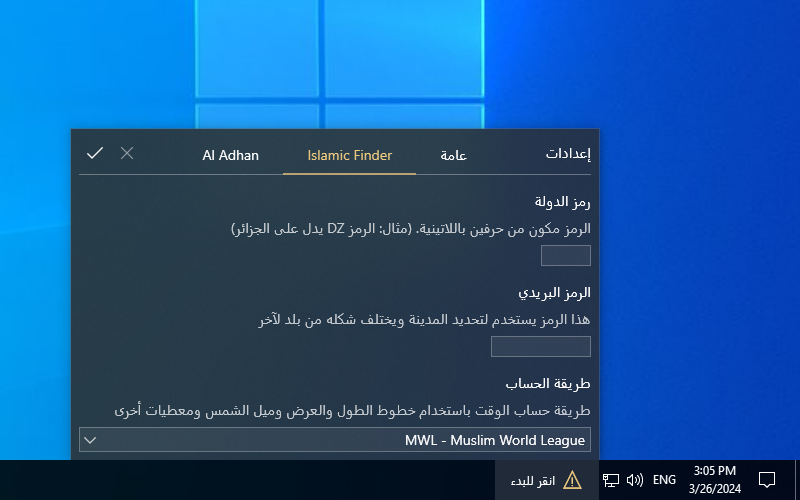 إعدادات
عامة
Islamic Finder
Al Adhan
رمز الدولة
الرمز مكون من حرفين باللاتينية. (مثال: الرمز DZ يدل على الجزائر)
الرمز البريدي
هذا الرمز يستخدم لتحديد المدينة ويختلف شكله من بلد لآخر
طريقة الحساب
طريقة حساب الوقت باستخدام خطوط الطول والعرض وميل الشمس ومعطيات أخرى
MWL - Muslim World League
انقر للبدء
ENG
3:05 PM
3/26/2024